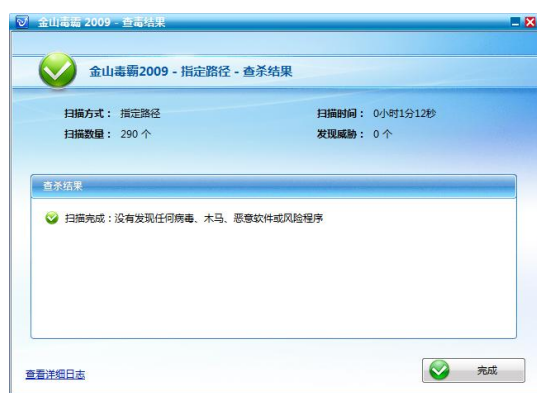 金山毒霸 2009 - 查毒结果
金山毒霸2009 - 指定路径 - 查杀结果
扫描方式： 指定路径 扫描时间： 0小时1分12秒
扫描数量： 290 个 发现威胁： 0 个
查杀结果
扫描完成：没有发现任何病毒、木马、恶意软件或风险程序
查看详细日志 完成